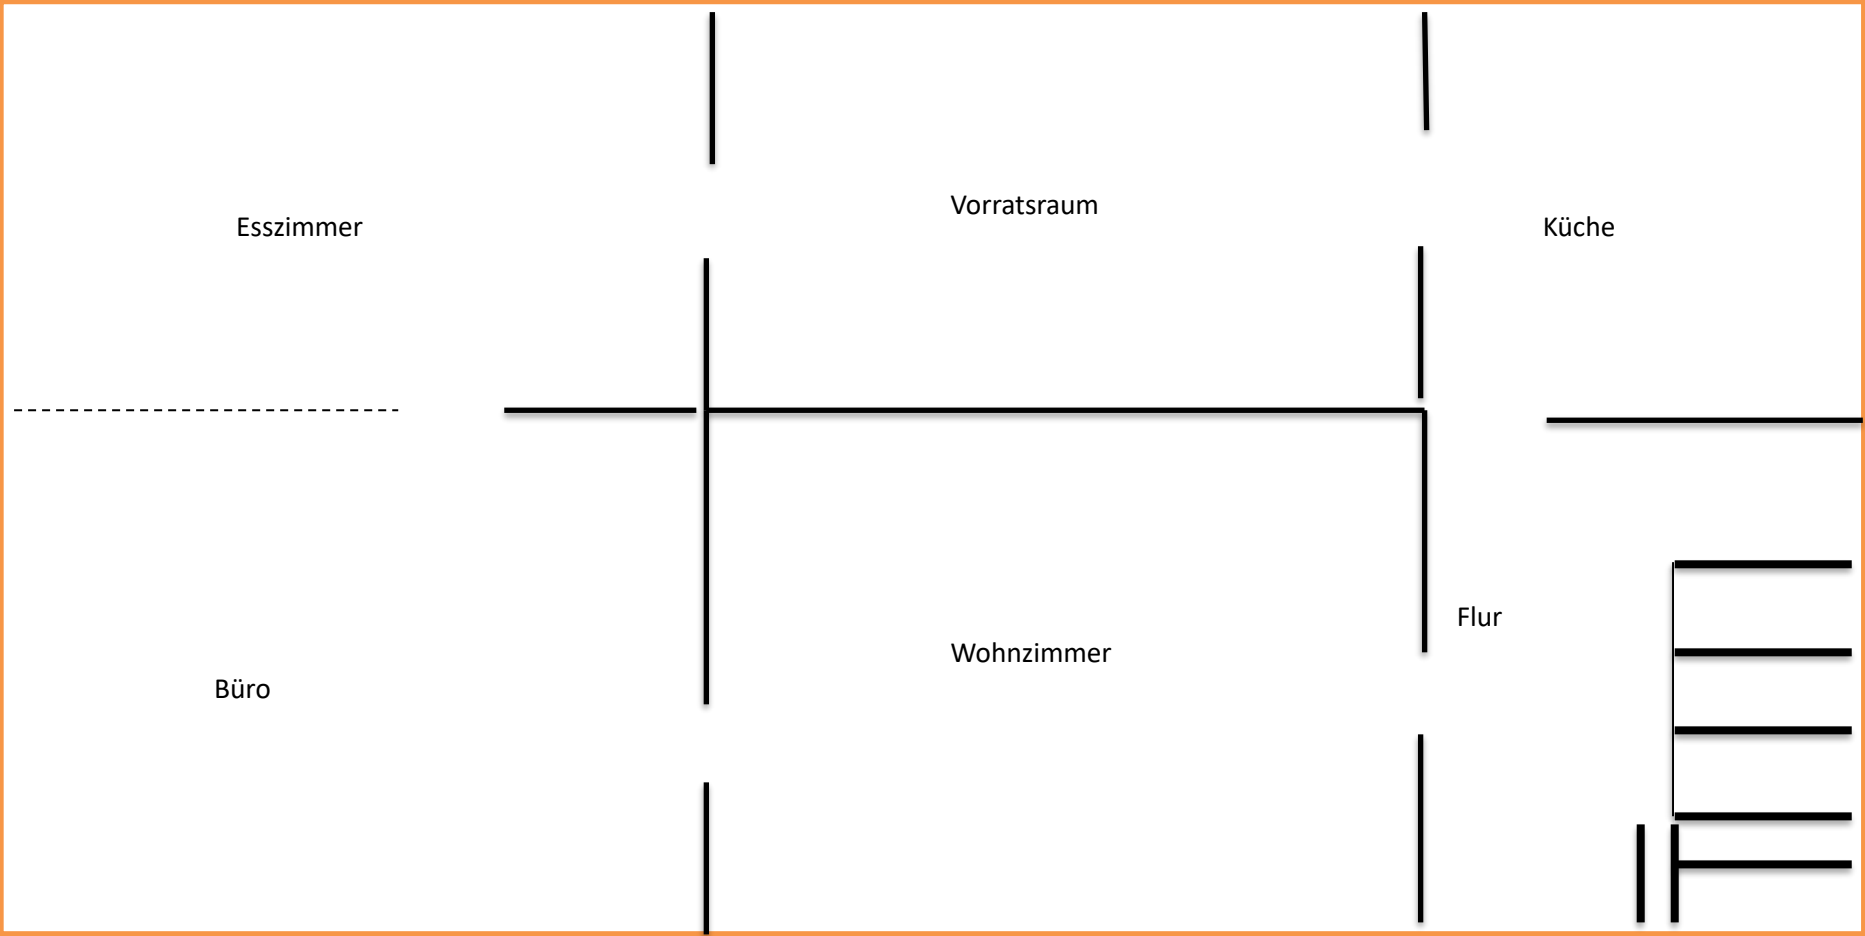 Esszimmer
Vorratsraum
Küche
Büro
Wohnzimmer
Flur